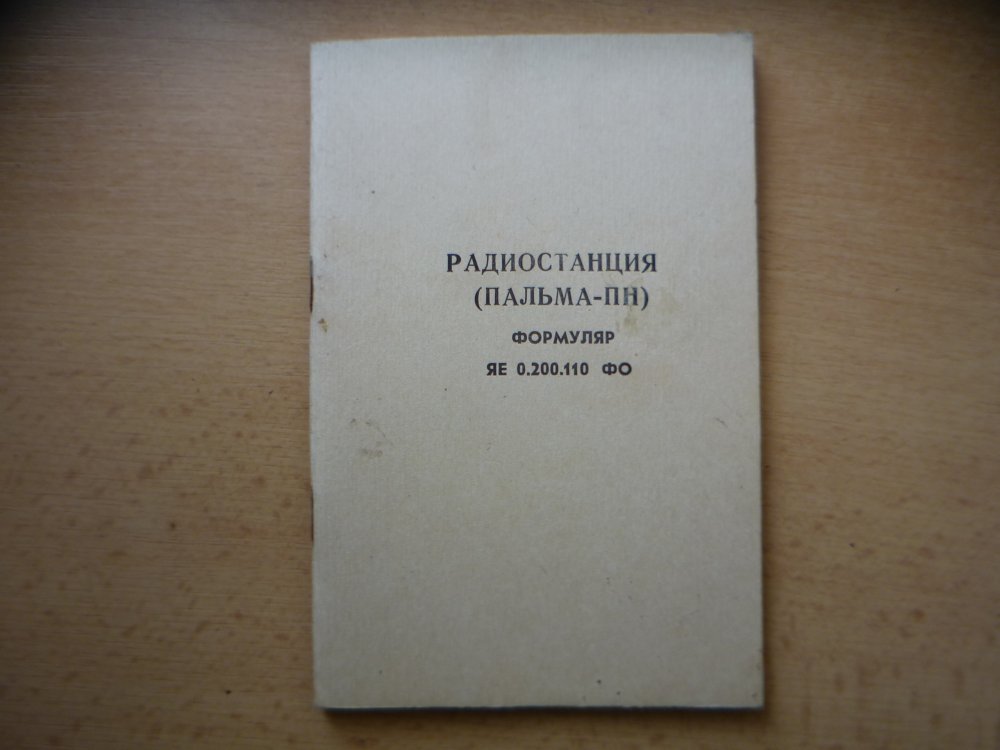 РАДИОСТАНЦИЯ
(ПАЛЬМА-ПН)
ФОРМУЛЯР
ЯЕ 0.200.110 ФО